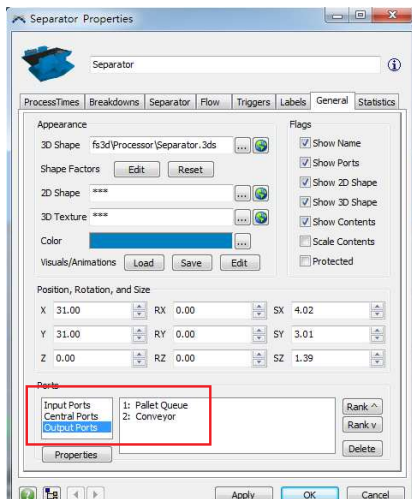 Separator Properties
Separator
ProcessTimes Breakdowns Separator Flow Triggers Labels General Statistics
Appearance
Flags
3D Shape fs3d\Processor\Separator.3ds ...
Show Name
Shape Factors Edit Reset
Show Ports
2D Shape *** ...
Show 2D Shape
3D Texture *** ...
Show 3D Shape
Show Contents
Color ...
Scale Contents
Visuals/Animations Load Save Edit
Protected
Position, Rotation, and Size
X 31.00 RX 0.00 SX 4.02
Y 31.00 RY 0.00 SY 3.01
Z 0.00 RZ 0.00 SZ 1.39
Ports
Input Ports
Central Ports
Output Ports
1: Pallet Queue
2: Conveyor
Rank ^
Rank v
Delete
Properties
Apply OK Cancel